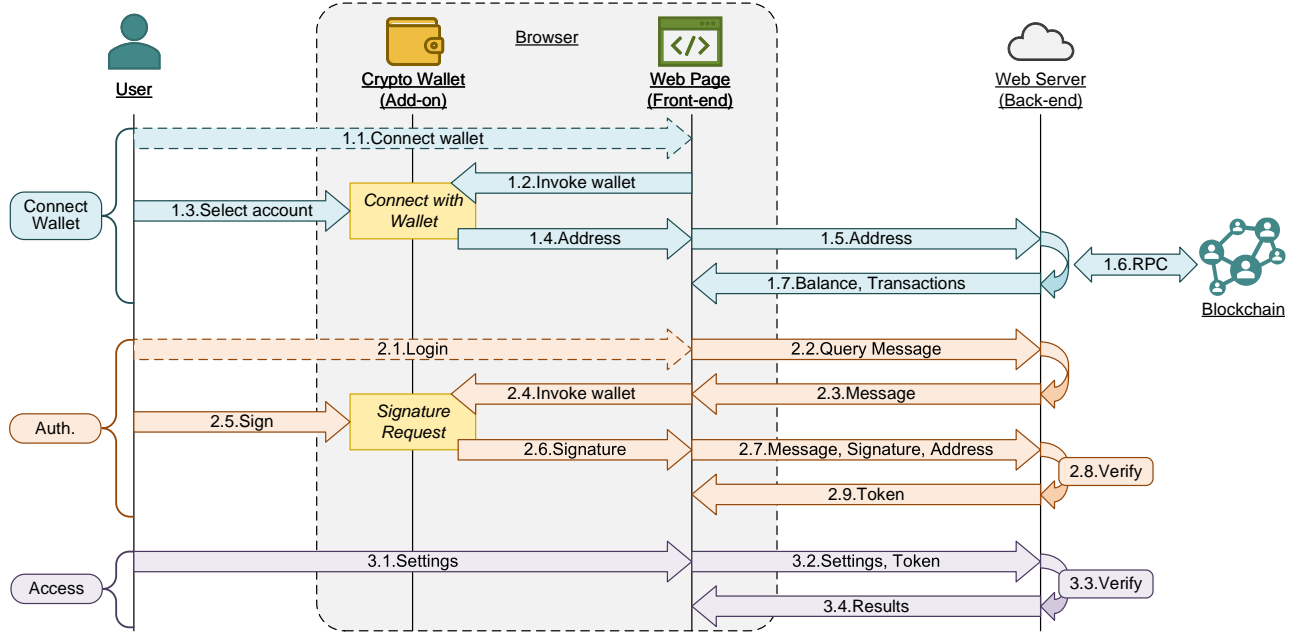 Browser
User
Crypto Wallet
(Add-on)
Web Page
(Front-end)
Web Server
(Back-end)
Connect
Wallet
1.1.Connect wallet
1.2.Invoke wallet
1.3.Select account
Connect with
Wallet
1.4.Address
1.5.Address
1.6.RPC
1.7.Balance, Transactions
Blockchain
Auth.
2.1.Login
2.2.Query Message
2.3.Message
2.4.Invoke wallet
2.5.Sign
Signature
Request
2.6.Signature
2.7.Message, Signature, Address
2.8.Verify
2.9.Token
Access
3.1.Settings
3.2.Settings, Token
3.3.Verify
3.4.Results